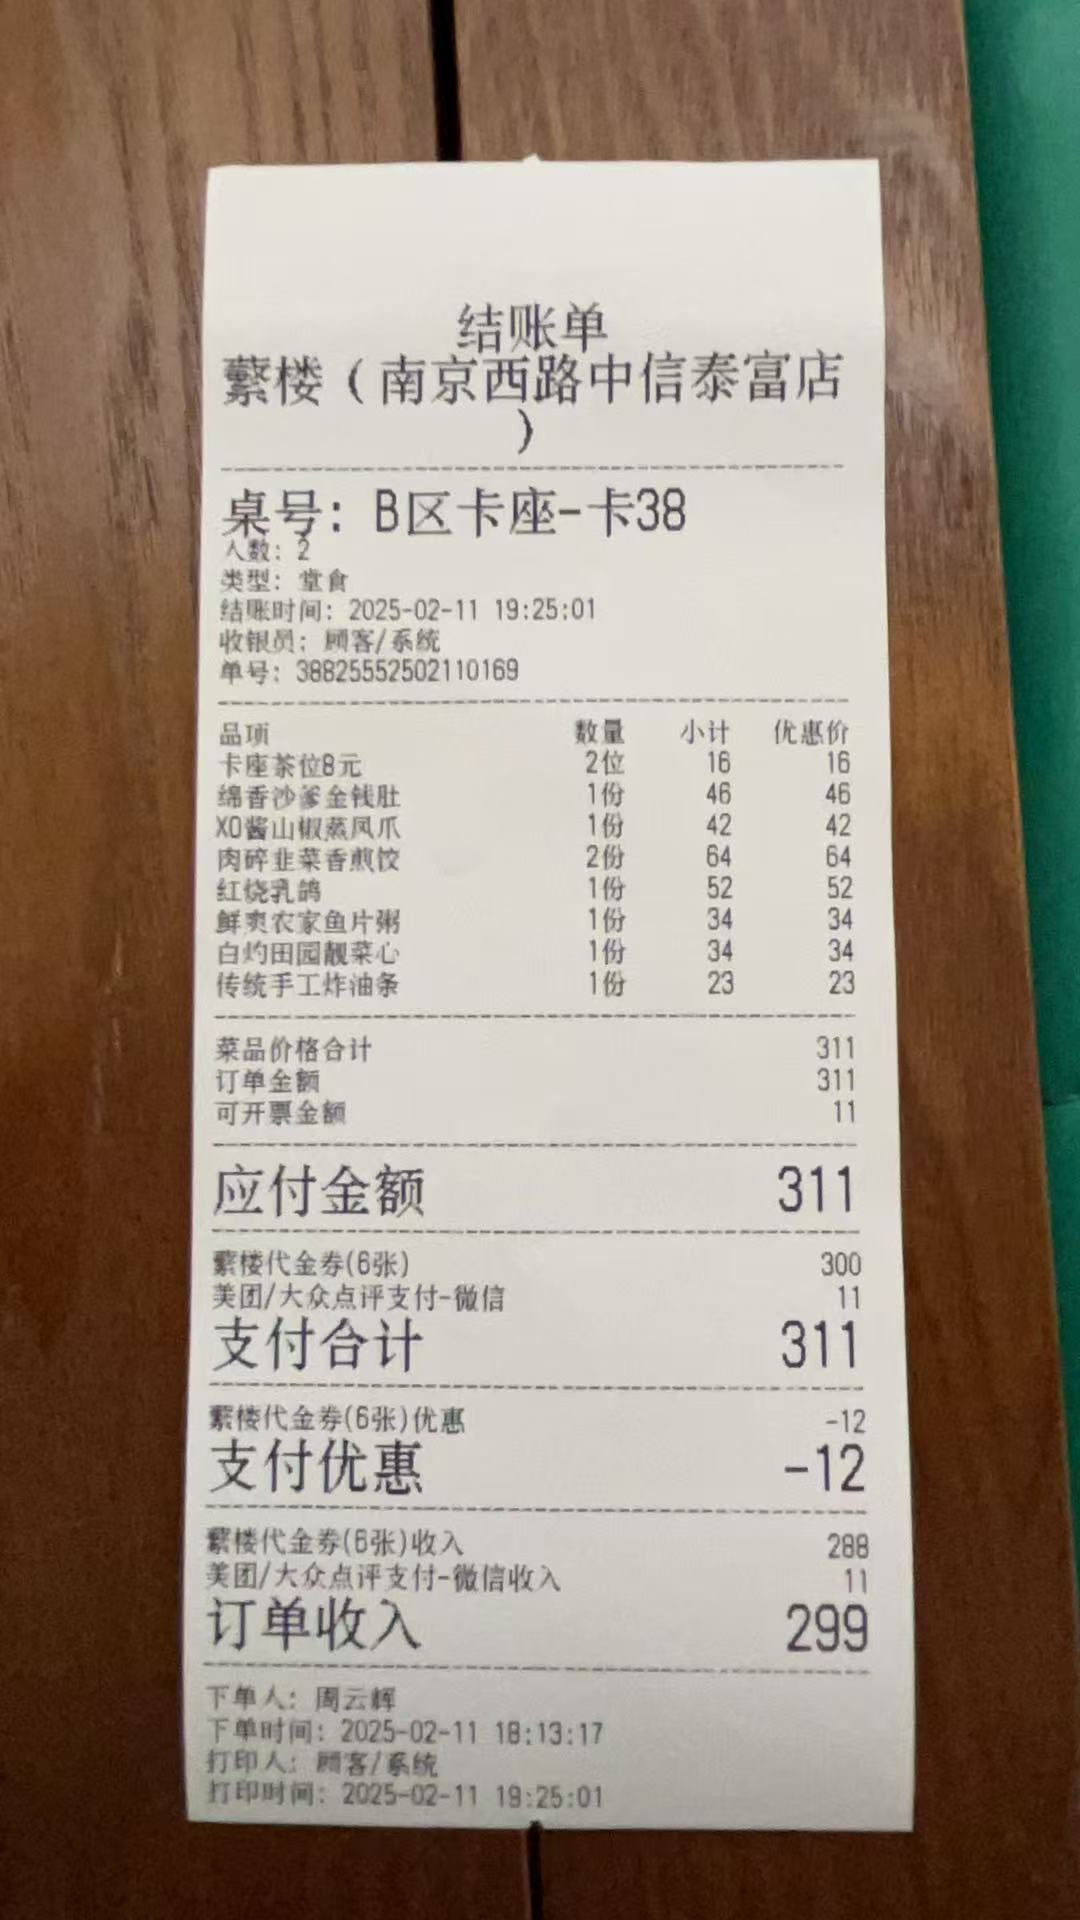 结账单
蘩楼（南京西路中信泰富店
）
桌号: B区卡座-卡38
人数: 2
类型: 堂食
结账时间: 2025-02-11 19:25:01
收银员: 顾客/系统
单号: 38825552502110169
品项 数量 小计 优惠价
卡座茶位8元 2位 16 16
绵香沙爹金钱肚 1份 46 46
XO酱山椒蒸凤爪 1份 42 42
肉碎韭菜香煎饺 2份 64 64
红烧乳鸽 1份 52 52
鲜爽农家鱼片粥 1份 34 34
白灼田园靓菜心 1份 34 34
传统手工炸油条 1份 23 23
菜品价格合计 311
订单金额 311
可开票金额 11
应付金额 311
蘩楼代金券(6张) 300
美团/大众点评支付-微信 11
支付合计 311
蘩楼代金券(6张)优惠 -12
支付优惠 -12
蘩楼代金券(6张)收入 288
美团/大众点评支付-微信收入 11
订单收入 299
下单人: 周云辉
下单时间: 2025-02-11 18:13:17
打印人: 顾客/系统
打印时间: 2025-02-11 19:25:01